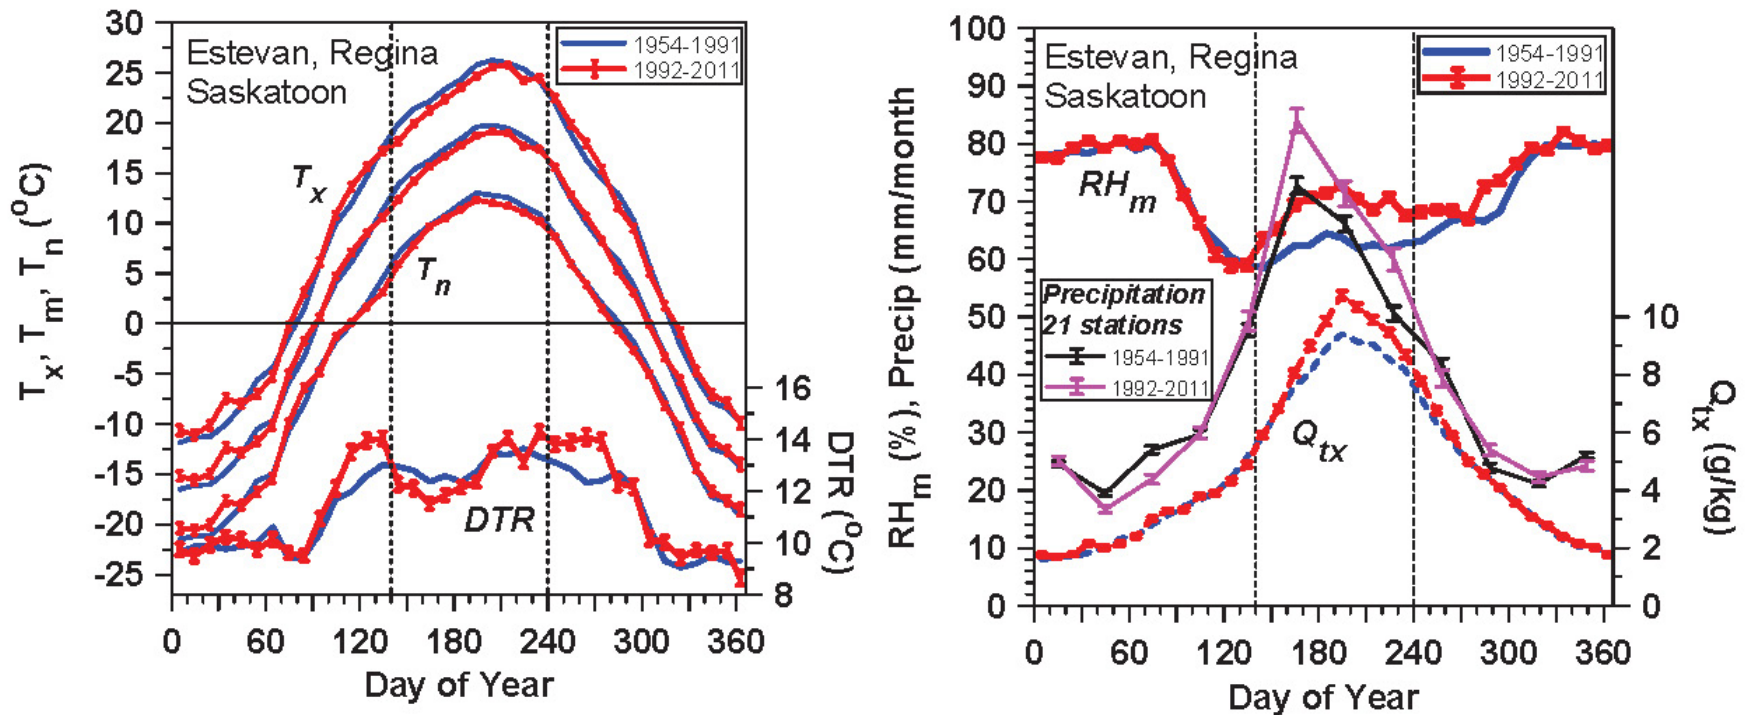 30
25
20
15
10
5
0
-5
-10
-15
-20
-25
Tx, Tm, Tn (oC)
Estevan, Regina
Saskatoon
1954-1991
1992-2011
Tx
Tn
DTR
16
14
12
10
8
DTR (oC)
0 60 120 180 240 300 360
Day of Year
100
90
80
70
60
50
40
30
20
10
0
RHm (%), Precip (mm/month
Estevan, Regina
Saskatoon
1954-1991
1992-2011
RHm
Precipitation
21 stations
1954-1991
1992-2011
Qtx
10
8
6
4
2
0
Qtx (g/kg)
0 60 120 180 240 300 360
Day of Year